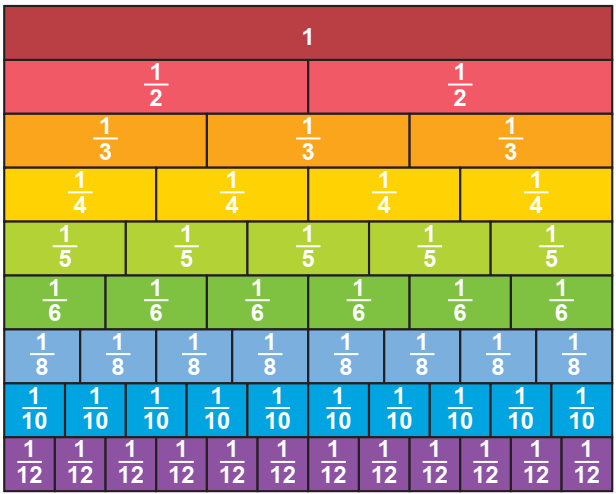 1
1/2 1/2
1/3 1/3 1/3
1/4 1/4 1/4 1/4
1/5 1/5 1/5 1/5 1/5
1/6 1/6 1/6 1/6 1/6 1/6
1/8 1/8 1/8 1/8 1/8 1/8 1/8 1/8
1/10 1/10 1/10 1/10 1/10 1/10 1/10 1/10 1/10 1/10
1/12 1/12 1/12 1/12 1/12 1/12 1/12 1/12 1/12 1/12 1/12 1/12